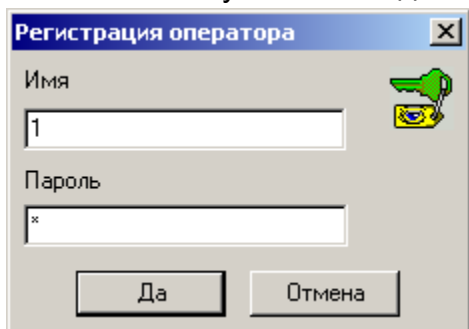 Регистрация оператора
Имя
1
Пароль
*
Да Отмена